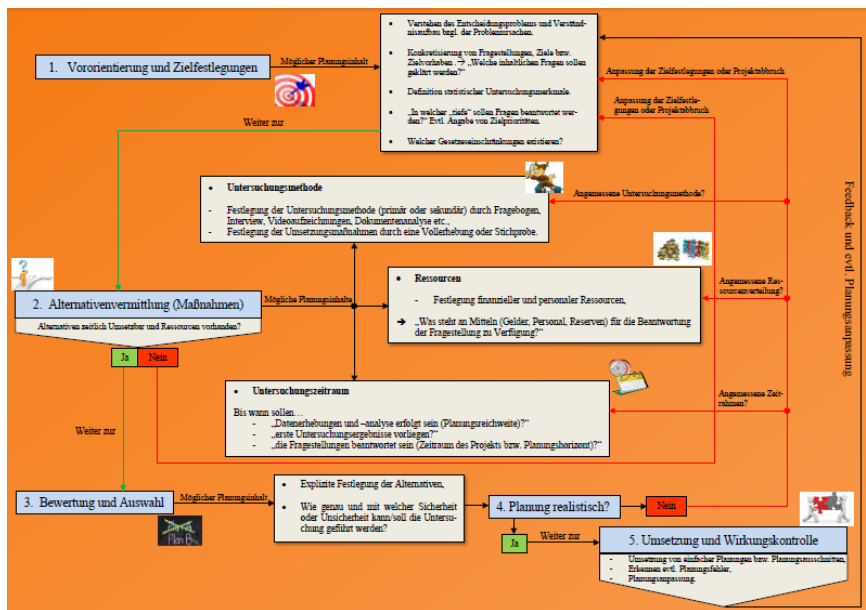 Verstehen des Entscheidungsproblems und Verständ-
nisaufbau bzgl. der Problemursachen.
Konkretisierung von Fragestellungen, Ziele bzw.
Zielvorhaben. → „Welche inhaltlichen Fragen sollen
geklärt werden?“
Definition statistischer Untersuchungsmerkmale.
„In welcher „tiefe“ sollen Fragen beantwortet wer-
den?“ Evtl. Angabe von Zielprioritäten.
Welcher Gesetzeseinschränkungen existieren?
1. Vororientierung und Zielfestlegungen
Möglicher Planungsinhalt
Anpassung der Zielfestlegungen oder Projektabbruch
Anpassung der Zielfestle-
gungen oder Projektabbruch
Weiter zur
Untersuchungsmethode
- Festlegung der Untersuchungsmethode (primär oder sekundär) durch Fragebogen,
Interview, Videoaufzeichnungen, Dokumentenanalyse etc.,
- Festlegung der Umsetzungsmaßnahmen durch eine Vollerhebung oder Stichprobe.
Angemessene Untersuchungsmethode?
Feedback und evtl. Planungsanpassung
2. Alternativenvermittlung (Maßnahmen)
Alternativen zeitlich Umsetzbar und Ressourcen vorhanden?
Mögliche Planungsinhalte
Ressourcen
- Festlegung finanzieller und personaler Ressourcen,
→ „Was steht an Mitteln (Gelder, Personal, Reserven) für die Beantwortung
der Fragestellung zu Verfügung?“
Angemessene Res-
sourcenverteilung?
Ja
Nein
Untersuchungszeitraum
Bis wann sollen…
- „Datenerhebungen und –analyse erfolgt sein (Planungsreichweite)?“
- „erste Untersuchungsergebnisse vorliegen?“
- „die Fragestellungen beantwortet sein (Zeitraum des Projekts bzw. Planungshorizont)?“
Angemessene Zeit-
rahmen?
Weiter zur
3. Bewertung und Auswahl
Möglicher Planungsinhalt
Plan B
Explizite Festlegung der Alternativen,
Wie genau und mit welcher Sicherheit
oder Unsicherheit kann/soll die Untersu-
chung geführt werden?
4. Planung realistisch?
Nein
Ja
Weiter zur
5. Umsetzung und Wirkungskontrolle
- Umsetzung von einfacher Planungen bzw. Planungsausschnitten,
- Erkennen evtl. Planungsfehler,
- Planungsanpassung.